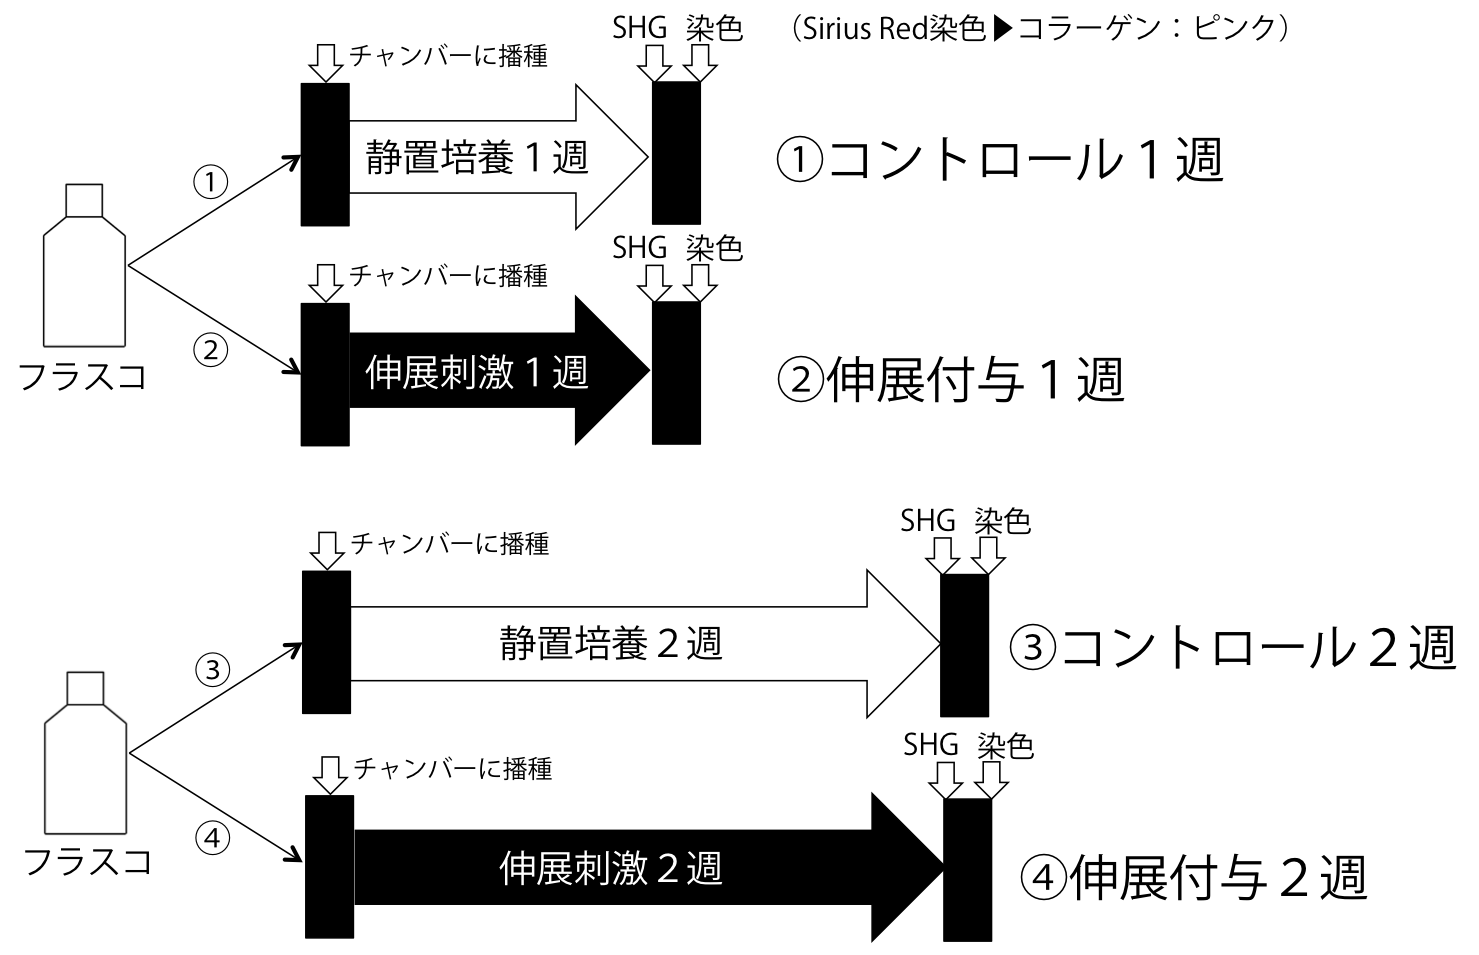 SHG 染色 （Sirius Red染色▶コラーゲン：ピンク）
チャンバーに播種
静置培養１週
①コントロール１週
①
SHG 染色
チャンバーに播種
②
伸展刺激１週
②伸展付与１週
フラスコ
SHG 染色
チャンバーに播種
静置培養２週
③コントロール２週
③
SHG 染色
チャンバーに播種
④
伸展刺激２週
④伸展付与２週
フラスコ